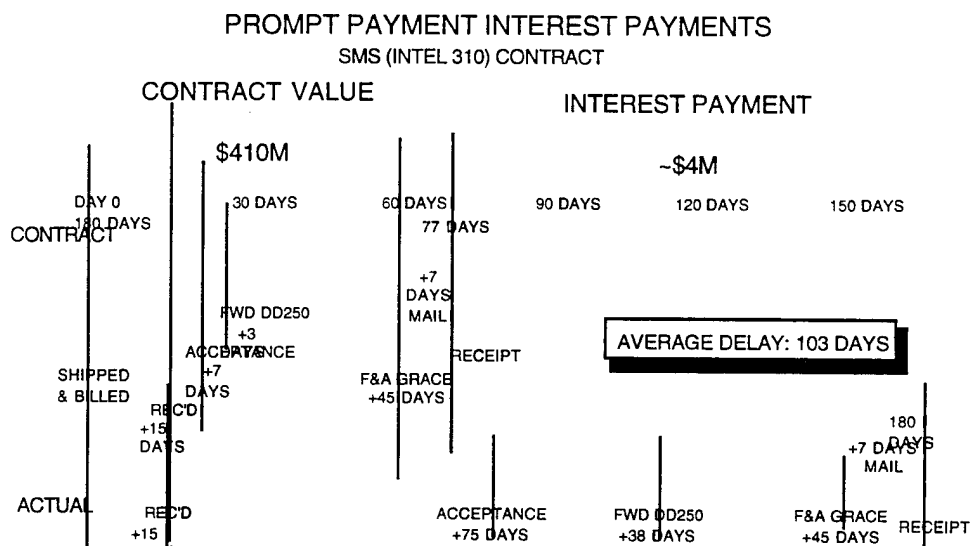 PROMPT PAYMENT INTEREST PAYMENTS
SMS (INTEL 310) CONTRACT
CONTRACT VALUE
INTEREST PAYMENT
$410M
~$4M
DAY 0
30 DAYS
60 DAYS
90 DAYS
120 DAYS
150 DAYS
180 DAYS
CONTRACT
77 DAYS
+7
DAYS
MAIL
FWD DD250
+3
DAYS
ACCEPTANCE
+7
DAYS
RECEIPT
AVERAGE DELAY: 103 DAYS
SHIPPED
& BILLED
F&A GRACE
+45 DAYS
REC'D
+15
DAYS
180
DAYS
+7 DAYS
MAIL
ACTUAL
REC'D
+15
ACCEPTANCE
+75 DAYS
FWD DD250
+38 DAYS
F&A GRACE
+45 DAYS
RECEIPT